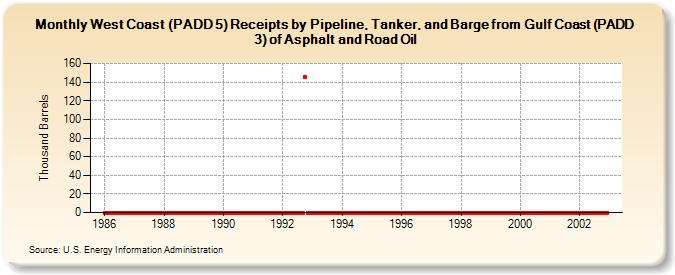 Monthly West Coast (PADD 5) Receipts by Pipeline, Tanker, and Barge from Gulf Coast (PADD
3) of Asphalt and Road Oil
Thousand Barrels
160
140
120
100
80
60
40
20
0
1986 1988 1990 1992 1994 1996 1998 2000 2002
Source: U.S. Energy Information Administration